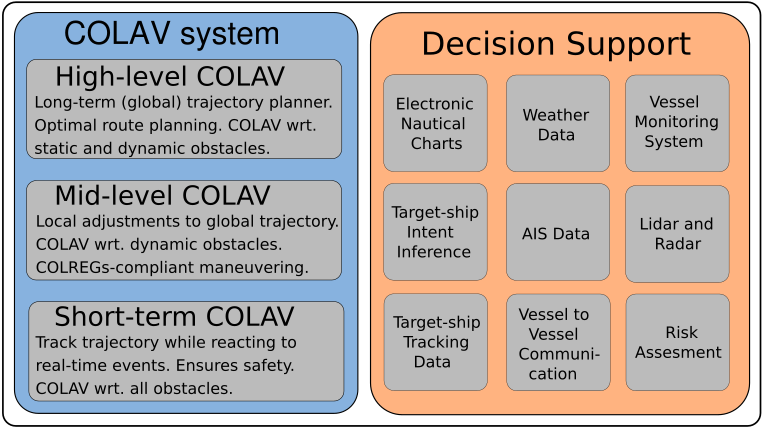 COLAV system
High-level COLAV
Long-term (global) trajectory planner.
Optimal route planning. COLAV wrt.
static and dynamic obstacles.
Mid-level COLAV
Local adjustments to global trajectory.
COLAV wrt. dynamic obstacles.
COLREGs-compliant maneuvering.
Short-term COLAV
Track trajectory while reacting to
real-time events. Ensures safety.
COLAV wrt. all obstacles.
Decision Support
Electronic
Nautical
Charts
Weather
Data
Vessel
Monitoring
System
Target-ship
Intent
Inference
AIS Data
Lidar and
Radar
Target-ship
Tracking
Data
Vessel to
Vessel
Communi-
cation
Risk
Assesment